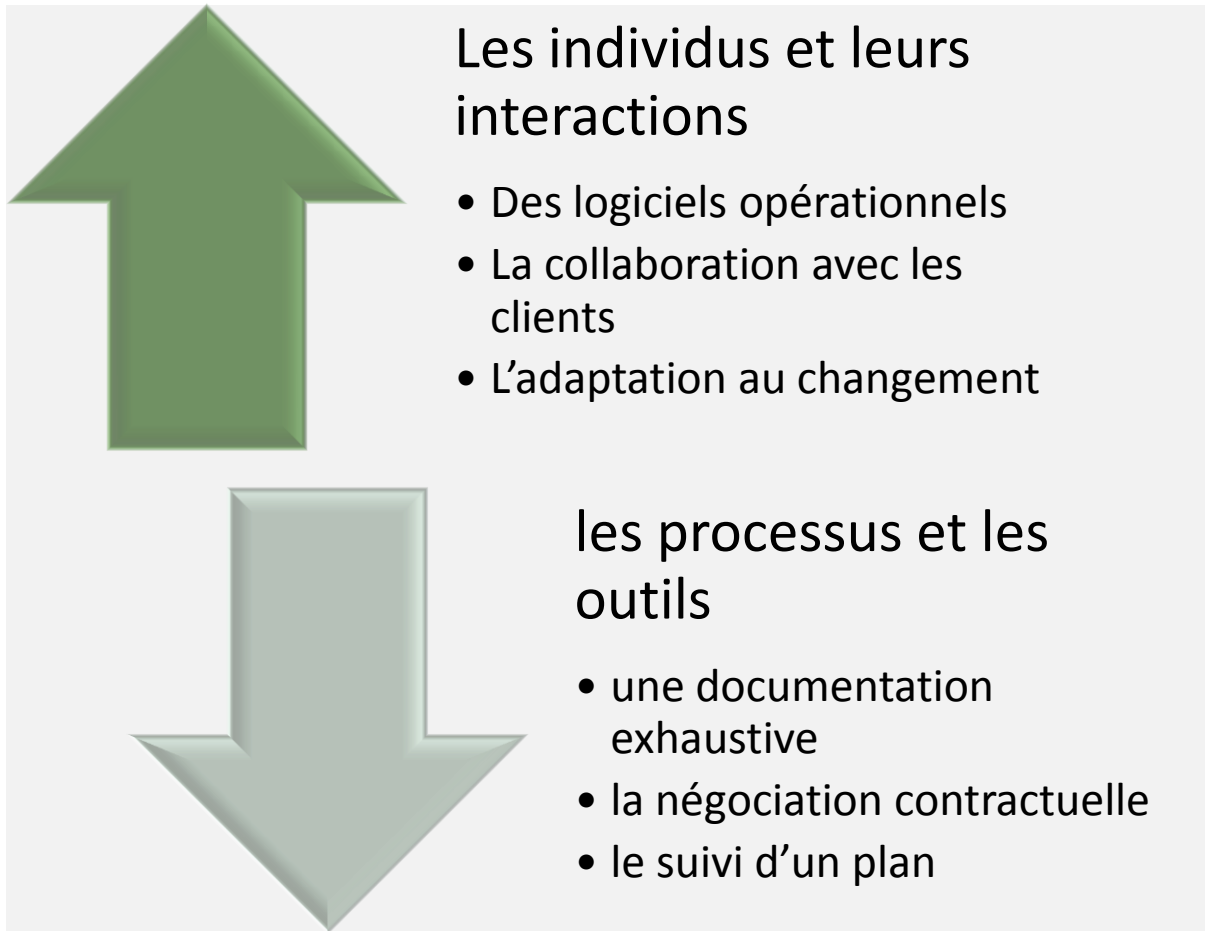 Les individus et leurs
interactions
• Des logiciels opérationnels
• La collaboration avec les
clients
• L’adaptation au changement
les processus et les
outils
• une documentation
exhaustive
• la négociation contractuelle
• le suivi d’un plan